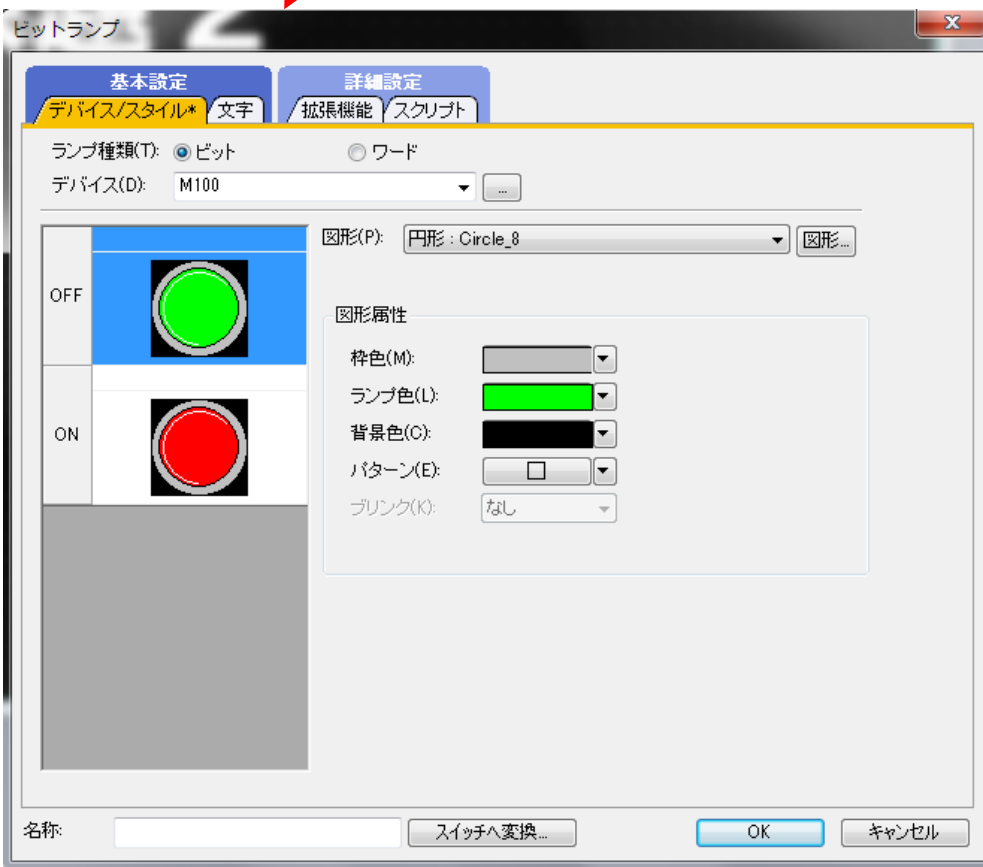 ビットランプ
基本設定 詳細設定
デバイス/スタイル* 文字 拡張機能 スクリプト
ランプ種類(T): ビット ワード
デバイス(D): M100 ...
図形(P): 円形 : Circle_8 図形...
OFF
図形属性
枠色(M):
ランプ色(L):
ON
背景色(C):
パターン(E):
ブリンク(K): なし
名称: スイッチへ変換... OK キャンセル